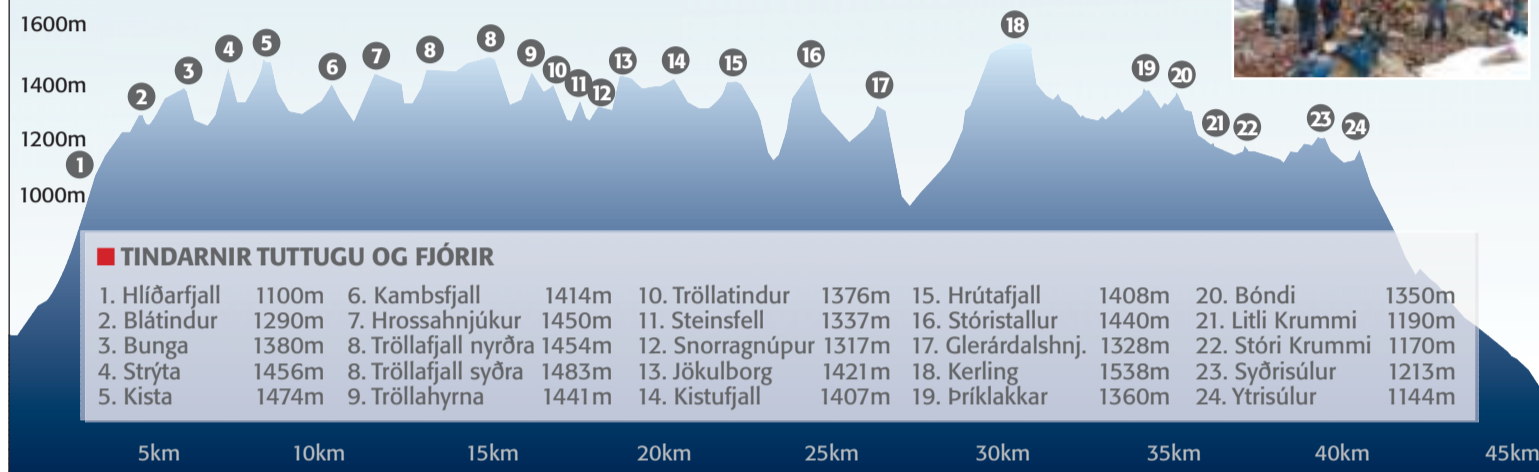 1600m
1400m
1200m
1000m
1
2
3
4
5
6
7
8
8
9
10
11
12
13
14
15
16
17
18
19
20
21
22
23
24
TINDARNIR TUTTUGU OG FJÓRIR
1. Hlíðarfjall 1100m
2. Blátindur 1290m
3. Bunga 1380m
4. Strýta 1456m
5. Kista 1474m
6. Kambsfjall 1414m
7. Hrossahnjúkur 1450m
8. Tröllafjall nyrðra 1454m
8. Tröllafjall syðra 1483m
9. Tröllahyrna 1441m
10. Tröllatindur 1376m
11. Steinsfell 1337m
12. Snorragnúpur 1317m
13. Jökulborg 1421m
14. Kistufjall 1407m
15. Hrútafjall 1408m
16. Stóristallur 1440m
17. Glerárdalshnj. 1328m
18. Kerling 1538m
19. Þríklakkar 1360m
20. Bóndi 1350m
21. Litli Krummi 1190m
22. Stóri Krummi 1170m
23. Syðrisúlur 1213m
24. Ytrisúlur 1144m
5km 10km 15km 20km 25km 30km 35km 40km 45km